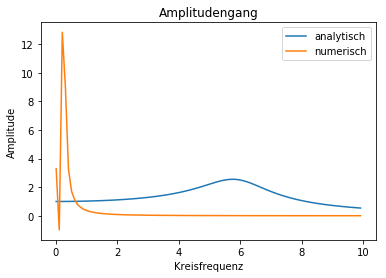 Amplitudengang
analytisch
numerisch
Amplitude
12
10
8
6
4
2
0
0 2 4 6 8 10
Kreisfrequenz